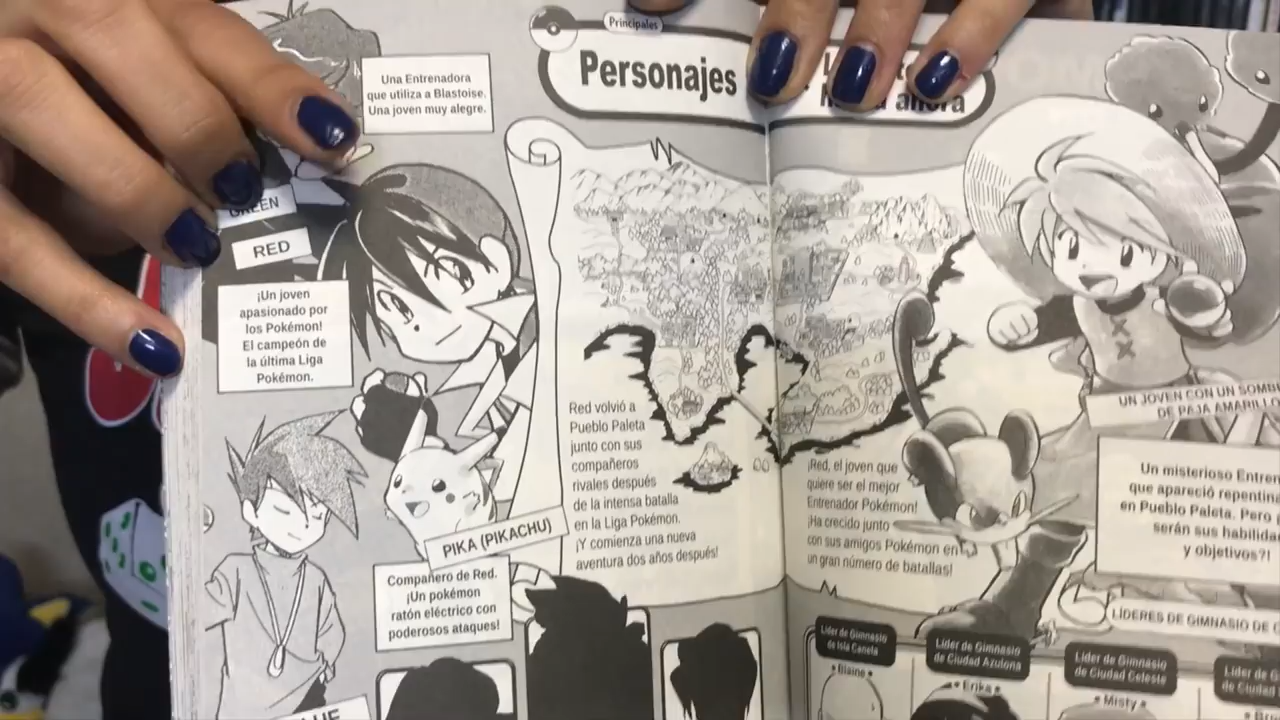 Principales
Personajes
ahora
Una Entrenadora
que utiliza a Blastoise.
Una joven muy alegre.
GREEN
RED
¡Un joven
apasionado por
los Pokémon!
El campeón de
la última Liga
Pokémon.
PIKA (PIKACHU)
Compañero de Red.
¡Un pokémon
ratón eléctrico con
poderosos ataques!
Red volvió a
Pueblo Paleta
junto con sus
compañeros
rivales después
de la intensa batalla
en la Liga Pokémon.
¡Y comienza una nueva
aventura dos años después!
¡Red, el joven que
quiere ser el mejor
Entrenador Pokémon!
¡Ha crecido junto
con sus amigos Pokémon en
un gran número de batallas!
UN JOVEN CON UN
DE PAJA
Un misterioso
que apareció
en Pueblo Paleta. Pero
serán sus
y objetivos?!
LÍDERES DE GIMNASIO DE
Líder de Gimnasio
de Isla Canela
Blaine
Líder de Gimnasio
de Ciudad Azulona
Erika
Líder de Gimnasio
de Ciudad Celeste
Misty
Líder de